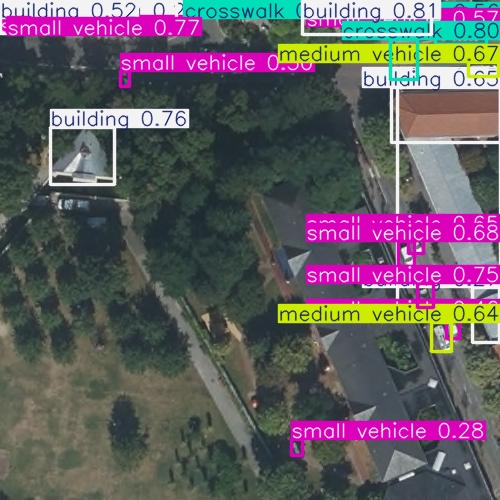 building 0.52
crosswalk
building 0.81
small vehicle 0.77
0.57
crosswalk 0.80
medium vehicle 0.67
small vehicle
building 0.65
building 0.76
small vehicle 0.65
small vehicle 0.68
small vehicle 0.75
medium vehicle 0.64
small vehicle 0.28